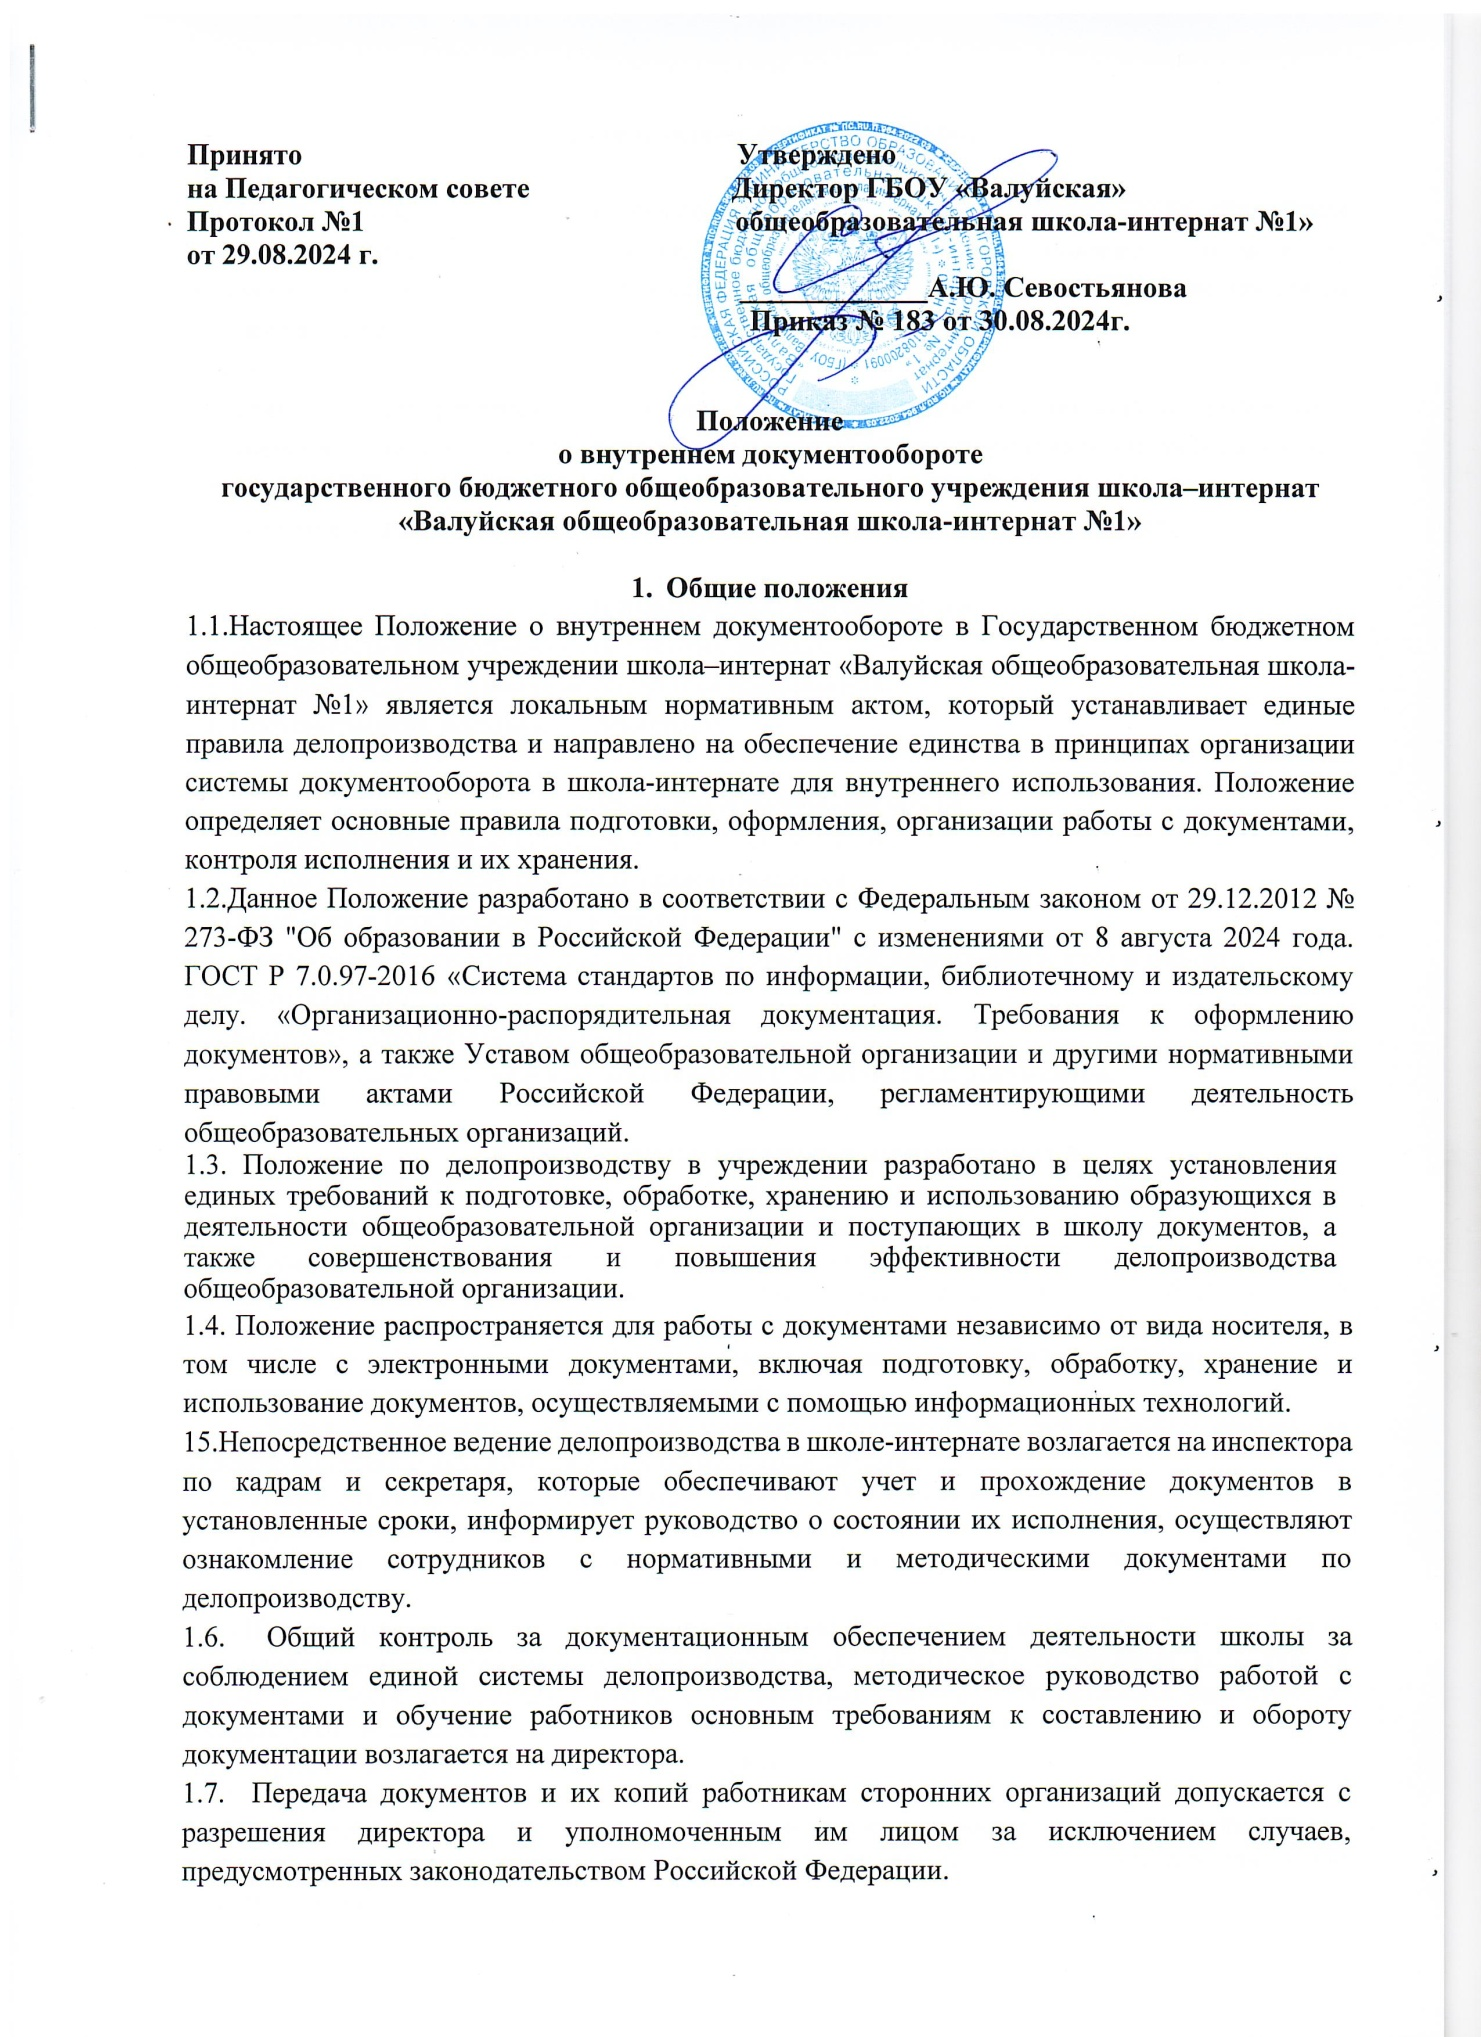 Принято
на Педагогическом совете
Протокол №1
от 29.08.2024 г.
Утверждено
Директор ГБОУ «Валуйская»
общеобразовательная школа-интернат №1»
А.Ю. Севостьянова
Приказ № 183 от 30.08.2024г.
Положение
о внутреннем документообороте
государственного бюджетного общеобразовательного учреждения школа–интернат
«Валуйская общеобразовательная школа-интернат №1»
1. Общие положения
1.1.Настоящее Положение о внутреннем документообороте в Государственном бюджетном
общеобразовательном учреждении школа–интернат «Валуйская общеобразовательная школа-
интернат №1» является локальным нормативным актом, который устанавливает единые
правила делопроизводства и направлено на обеспечение единства в принципах организации
системы документооборота в школа-интернате для внутреннего использования. Положение
определяет основные правила подготовки, оформления, организации работы с документами,
контроля исполнения и их хранения.
1.2.Данное Положение разработано в соответствии с Федеральным законом от 29.12.2012 №
273-ФЗ "Об образовании в Российской Федерации" с изменениями от 8 августа 2024 года.
ГОСТ Р 7.0.97-2016 «Система стандартов по информации, библиотечному и издательскому
делу. «Организационно-распорядительная документация. Требования к оформлению
документов», а также Уставом общеобразовательной организации и другими нормативными
правовыми актами Российской Федерации, регламентирующими деятельность
общеобразовательных организаций.
1.3. Положение по делопроизводству в учреждении разработано в целях установления
единых требований к подготовке, обработке, хранению и использованию образующихся в
деятельности общеобразовательной организации и поступающих в школу документов, а
также совершенствования и повышения эффективности делопроизводства
общеобразовательной организации.
1.4. Положение распространяется для работы с документами независимо от вида носителя, в
том числе с электронными документами, включая подготовку, обработку, хранение и
использование документов, осуществляемыми с помощью информационных технологий.
15.Непосредственное ведение делопроизводства в школе-интернате возлагается на инспектора
по кадрам и секретаря, которые обеспечивают учет и прохождение документов в
установленные сроки, информирует руководство о состоянии их исполнения, осуществляют
ознакомление сотрудников с нормативными и методическими документами по
делопроизводству.
1.6. Общий контроль за документационным обеспечением деятельности школы за
соблюдением единой системы делопроизводства, методическое руководство работой с
документами и обучение работников основным требованиям к составлению и обороту
документации возлагается на директора.
1.7. Передача документов и их копий работникам сторонних организаций допускается с
разрешения директора и уполномоченным им лицом за исключением случаев,
предусмотренных законодательством Российской Федерации.